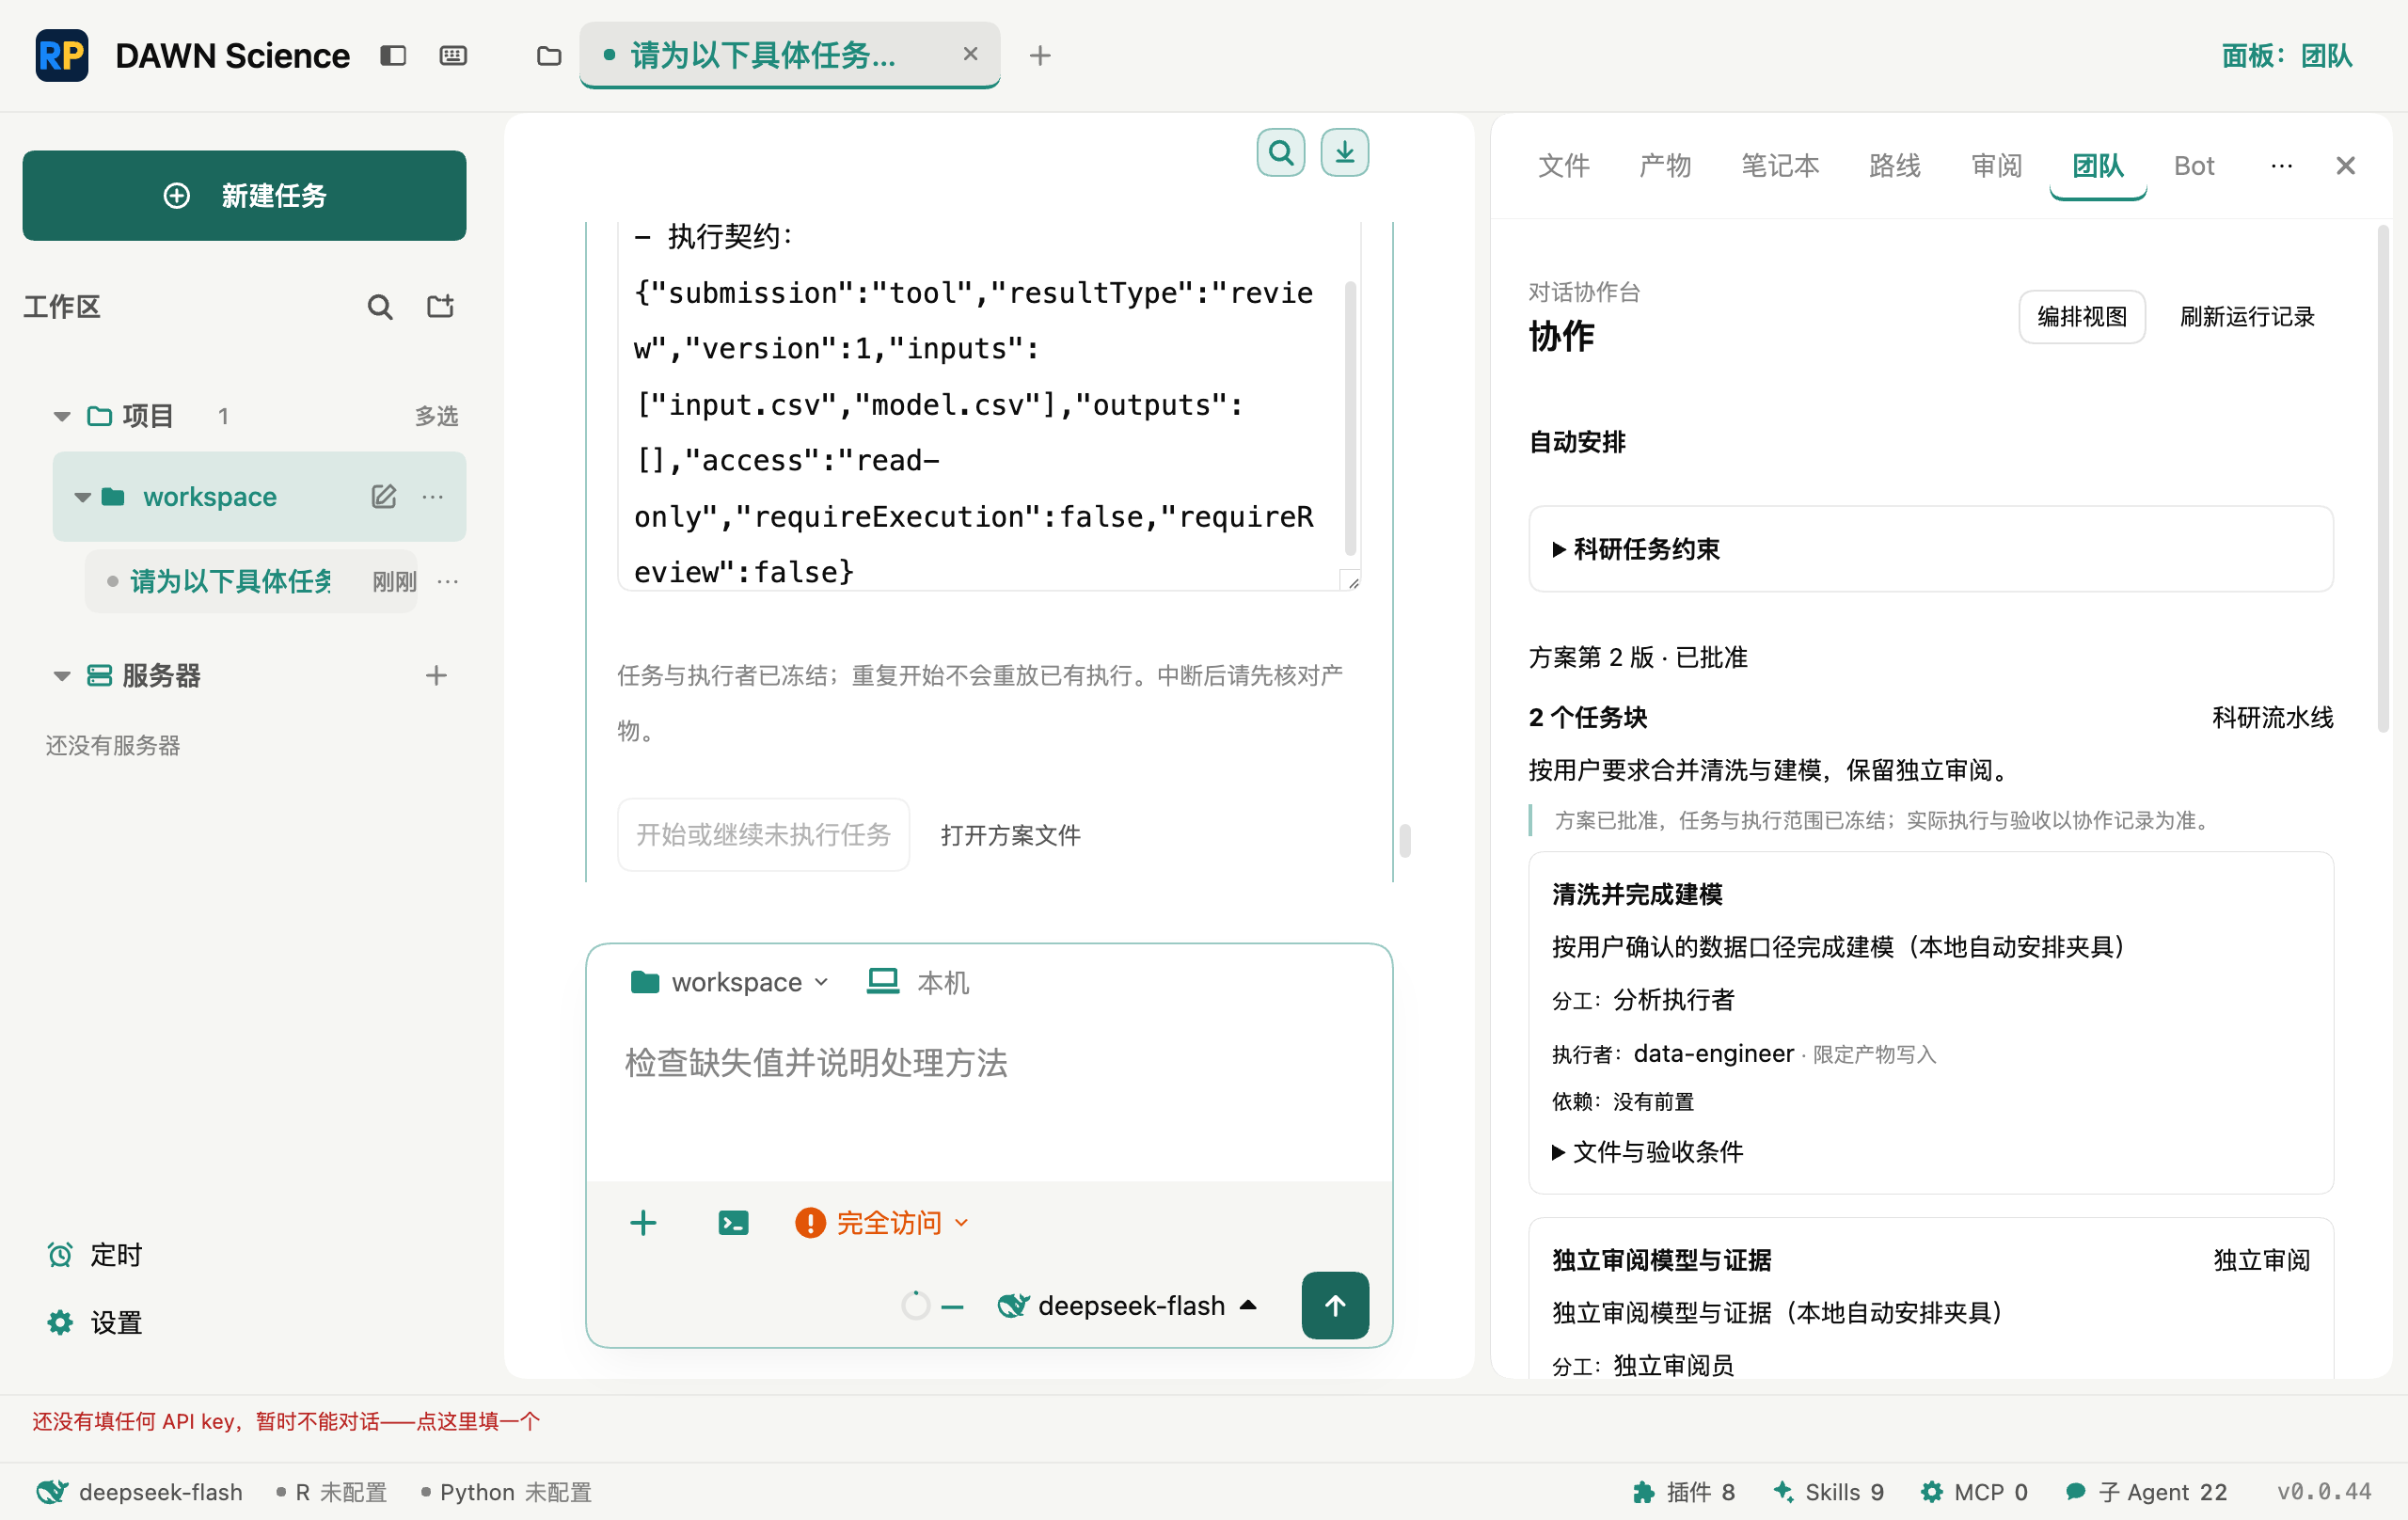 RP DAWN Science
请为以下具体任务...
面板：团队
新建任务
工作区
项目 1 多选
workspace
请为以下具体任务 刚刚
服务器
还没有服务器
定时
设置
- 执行契约：
{"submission":"tool","resultType":"revie
w","version":1,"inputs":
["input.csv","model.csv"],"outputs":
[],"access":"read-
only","requireExecution":false,"requireR
eview":false}
任务与执行者已冻结；重复开始不会重放已有执行。中断后请先核对产
物。
开始或继续未执行任务 打开方案文件
workspace 本机
检查缺失值并说明处理方法
完全访问
deepseek-flash
文件 产物 笔记本 路线 审阅 团队 Bot
对话协作台
协作
编排视图 刷新运行记录
自动安排
科研任务约束
方案第 2 版 · 已批准
2 个任务块 科研流水线
按用户要求合并清洗与建模，保留独立审阅。
方案已批准，任务与执行范围已冻结；实际执行与验收以协作记录为准。
清洗并完成建模
按用户确认的数据口径完成建模（本地自动安排夹具）
分工：分析执行者
执行者：data-engineer · 限定产物写入
依赖：没有前置
文件与验收条件
独立审阅模型与证据 独立审阅
独立审阅模型与证据（本地自动安排夹具）
分工：独立审阅员
还没有填任何 API key，暂时不能对话——点这里填一个
deepseek-flash R 未配置 Python 未配置
插件 8 Skills 9 MCP 0 子 Agent 22 v0.0.44